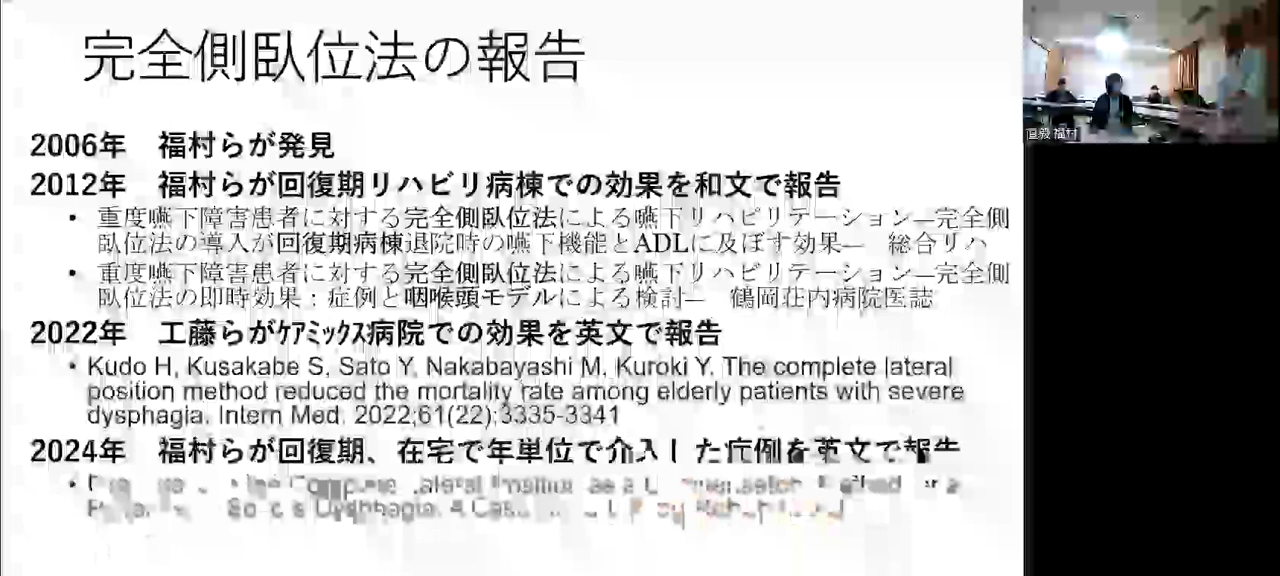 完全側臥位法の報告
2006年　福村らが発見
2012年　福村らが回復期リハビリ病棟での効果を和文で報告
• 重度嚥下障害患者に対する完全側臥位法による嚥下リハビリテーション―完全側
臥位法の導入が回復期病棟退院時の嚥下機能とADLに及ぼす効果―　総合リハ
• 重度嚥下障害患者に対する完全側臥位法による嚥下リハビリテーション―完全側
臥位法の即時効果：症例と咽喉頭モデルによる検討―　鶴岡荘内病院医誌
2022年　工藤らがｹｱﾐｯｸｽ病院での効果を英文で報告
• Kudo H, Kusakabe S, Sato Y, Nakabayashi M, Kuroki Y. The complete lateral
position method reduced the mortality rate among elderly patients with severe
dysphagia. Intern Med. 2022;61(22):3335-3341
2024年　福村らが回復期、在宅で年単位で介入した症例を英文で報告
Complete Lateral Position as a
Dysphagia. A
直毅 福村